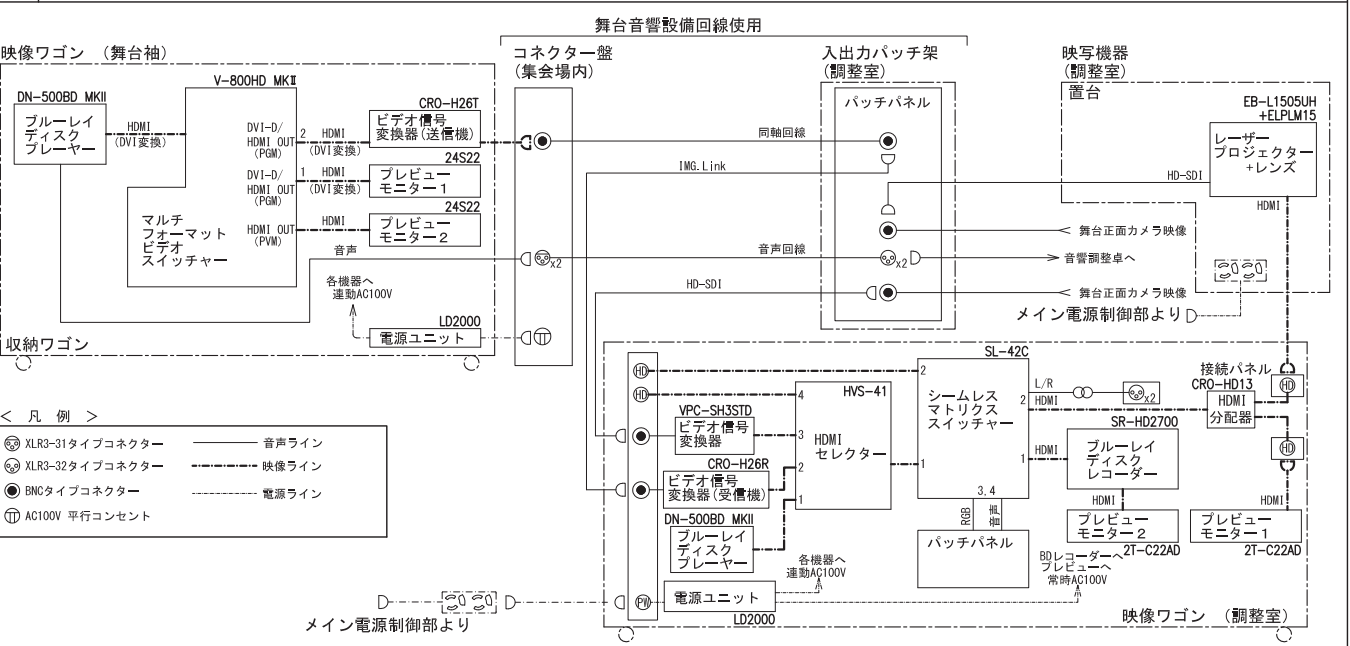 舞台音響設備回線使用
映像ワゴン (舞台袖)
コネクター盤
(集会場内)
入出力パッチ架
(調整室)
映写機器
(調整室)
置台
DN-500BD MKII
ブルーレイ
ディスク
プレーヤー
HDMI
(DVI変換)
V-800HD MKⅡ
マルチ
フォーマット
ビデオ
スイッチャー
DVI-D/
HDMI OUT
(PGM)
2
HDMI
(DVI変換)
DVI-D/
HDMI OUT
(PGM)
1
HDMI
(DVI変換)
HDMI OUT
(PVM)
HDMI
CRO-H26T
ビデオ信号
変換器(送信機)
24S22
プレビュー
モニター1
24S22
プレビュー
モニター2
音声
各機器へ
連動AC100V
LD2000
電源ユニット
収納ワゴン
x2
同軸回線
IMG.Link
音声回線
HD-SDI
パッチパネル
x2
HD-SDI
舞台正面カメラ映像
音響調整卓へ
舞台正面カメラ映像
EB-L1505UH
+ELPLM15
レーザー
プロジェクター
+レンズ
HDMI
メイン電源制御部より
< 凡 例 >
XLR3-31タイプコネクター
音声ライン
XLR3-32タイプコネクター
映像ライン
BNCタイプコネクター
電源ライン
AC100V 平行コンセント
HD
HD
VPC-SH3STD
ビデオ信号
変換器
CRO-H26R
ビデオ信号
変換器(受信機)
DN-500BD MKII
ブルーレイ
ディスク
プレーヤー
PW
電源ユニット
LD2000
各機器へ
連動AC100V
HVS-41
4
3
2
1
HDMI
セレクター
SL-42C
2
1
シームレス
マトリクス
スイッチャー
2
1
3,4
RGB
音声
パッチパネル
L/R
HDMI
x2
HDMI
SR-HD2700
ブルーレイ
ディスク
レコーダー
HDMI
プレビュー
モニター2
2T-C22AD
BDレコーダーへ
プレビューへ
常時AC100V
接続パネル
CRO-HD13
HDMI
分配器
HD
HD
HDMI
プレビュー
モニター1
2T-C22AD
メイン電源制御部より
映像ワゴン (調整室)